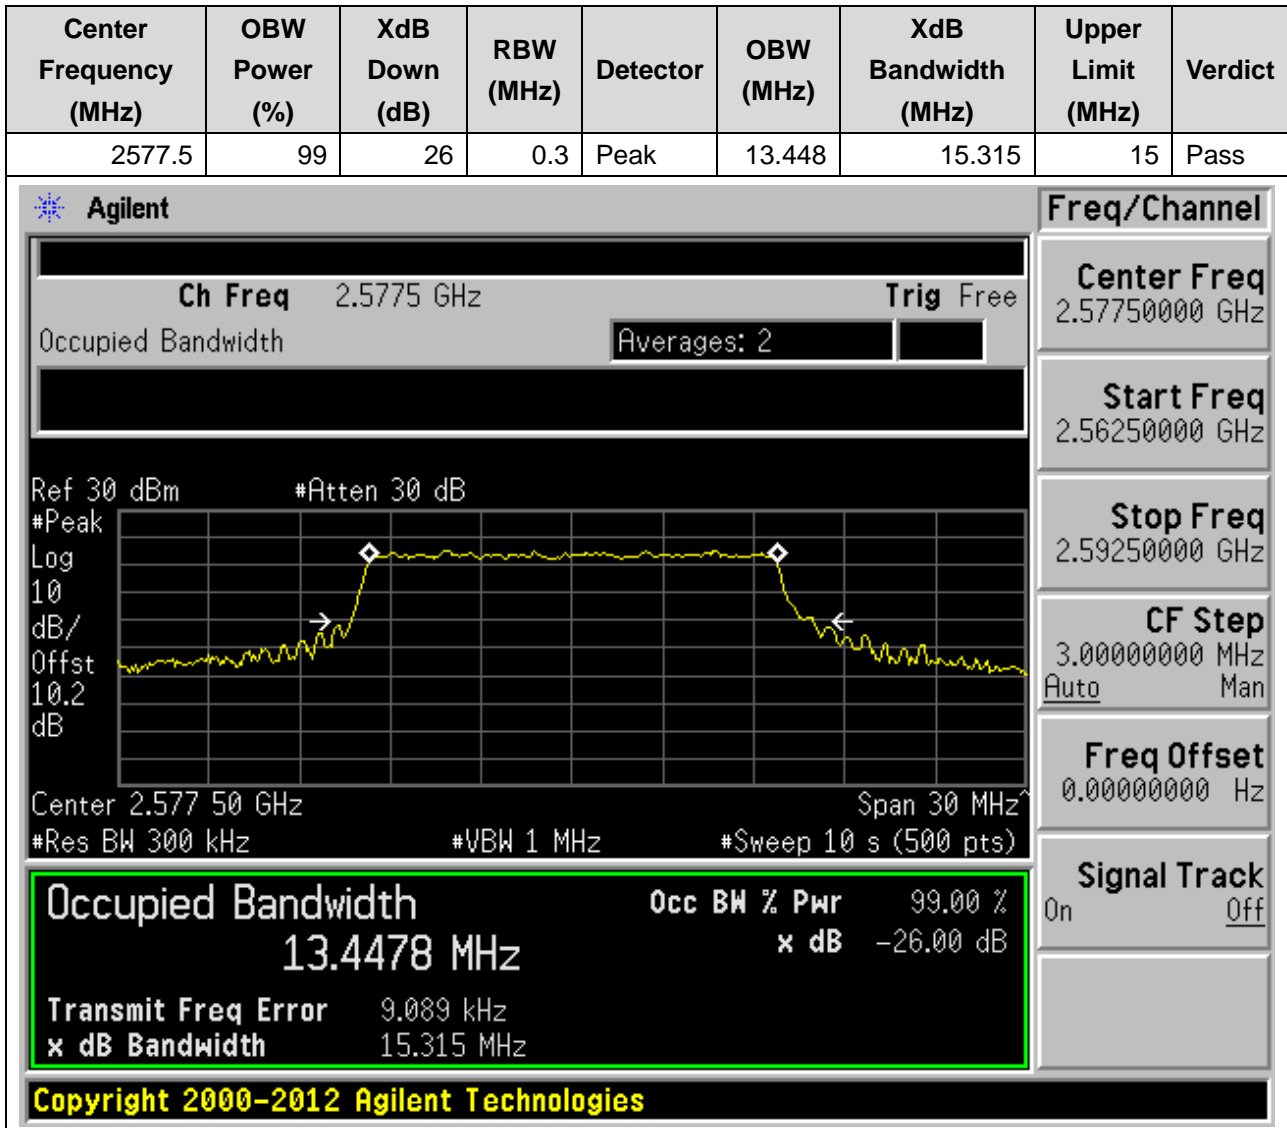 Center Frequency (MHz) OBW Power (%) XdB Down (dB) RBW (MHz) Detector OBW (MHz) XdB Bandwidth (MHz) Upper Limit (MHz) Verdict
2577.5 99 26 0.3 Peak 13.448 15.315 15 Pass
Agilent
Freq/Channel
Ch Freq 2.5775 GHz Trig Free
Occupied Bandwidth Averages: 2
Ref 30 dBm #Atten 30 dB
#Peak
Log
10
dB/
Offst
10.2
dB
Center 2.577 50 GHz Span 30 MHz^
#Res BW 300 kHz #VBW 1 MHz #Sweep 10 s (500 pts)
Occupied Bandwidth Occ BW % Pwr 99.00 %
13.4478 MHz x dB -26.00 dB
Transmit Freq Error 9.089 kHz
x dB Bandwidth 15.315 MHz
Center Freq
2.57750000 GHz
Start Freq
2.56250000 GHz
Stop Freq
2.59250000 GHz
CF Step
3.00000000 MHz
Auto Man
Freq Offset
0.00000000 Hz
Signal Track
On Off
Copyright 2000-2012 Agilent Technologies